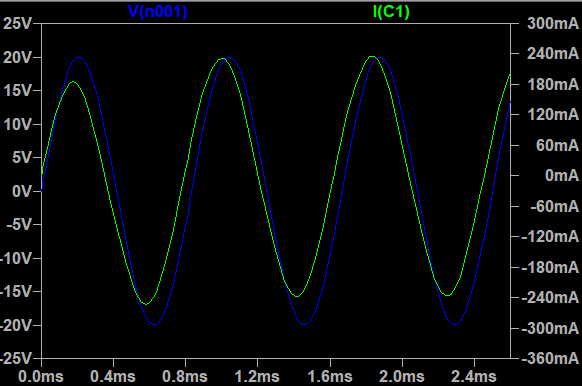 V(n001) I(C1)
25V 300mA
20V 240mA
15V 180mA
10V 120mA
5V 60mA
0V 0mA
-5V -60mA
-10V -120mA
-15V -180mA
-20V -240mA
-25V -300mA
-360mA
0.0ms 0.4ms 0.8ms 1.2ms 1.6ms 2.0ms 2.4ms